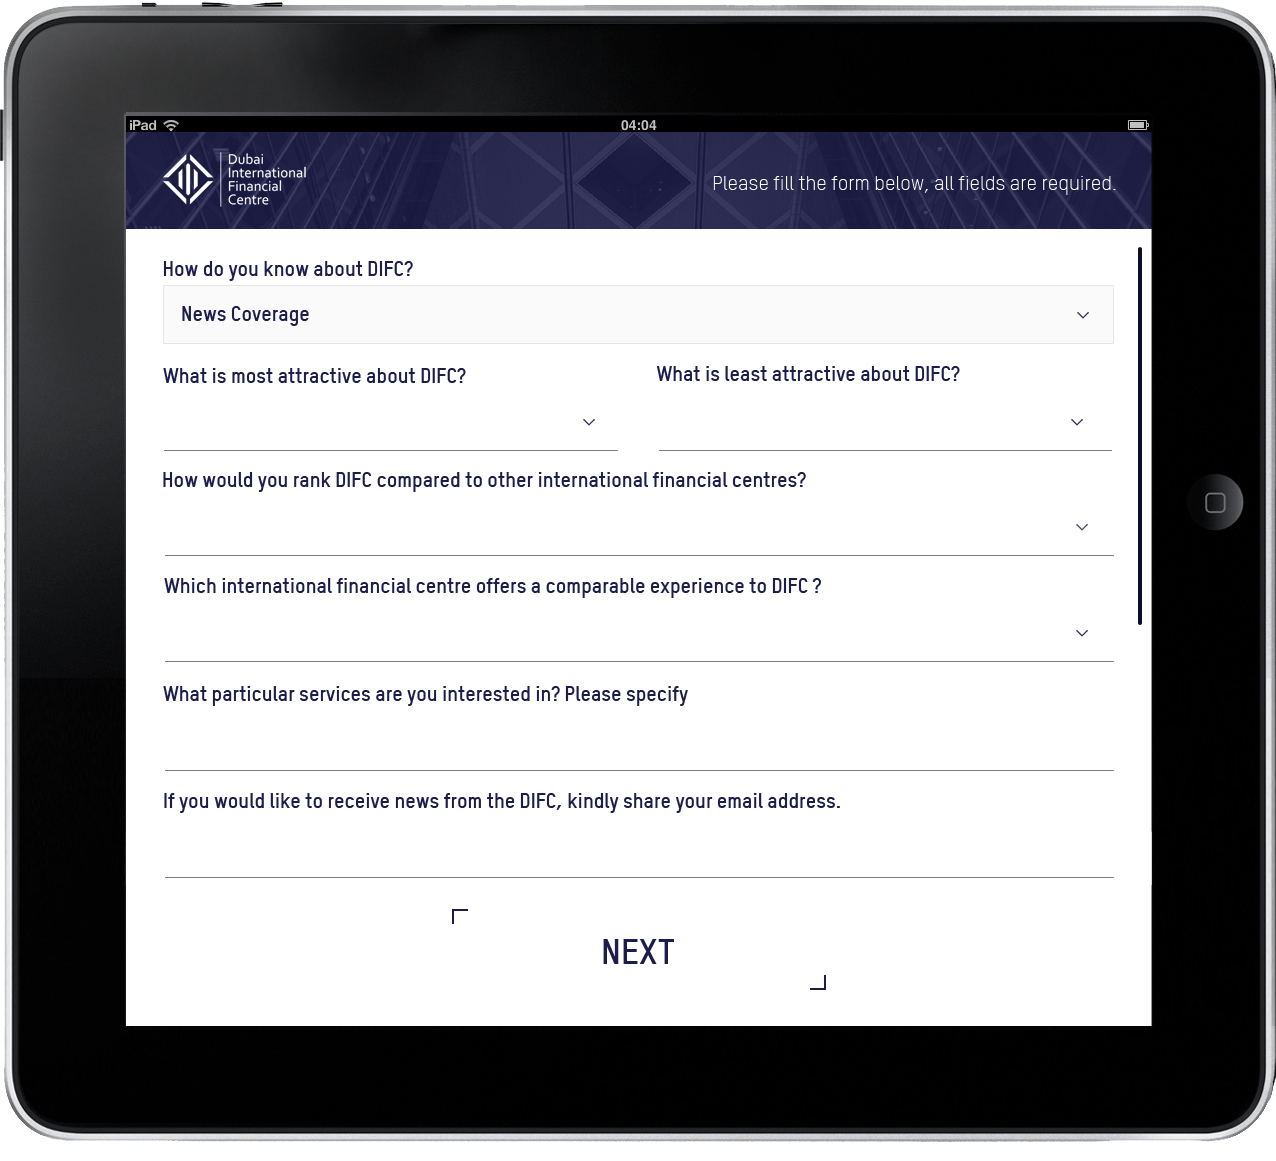 iPad
04:04
Dubai
International
Financial
Centre
Please fill the form below, all fields are required.
How do you know about DIFC?
News Coverage
What is most attractive about DIFC?
What is least attractive about DIFC?
How would you rank DIFC compared to other international financial centres?
Which international financial centre offers a comparable experience to DIFC ?
What particular services are you interested in? Please specify
If you would like to receive news from the DIFC, kindly share your email address.
NEXT